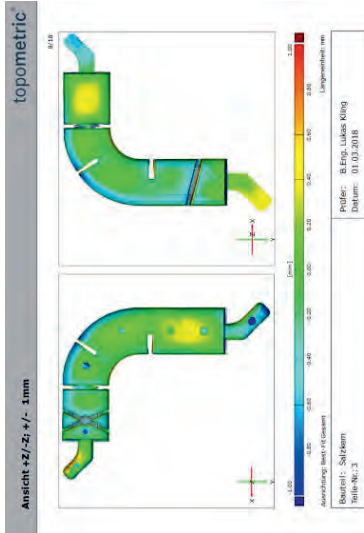 Ansicht +Z/-Z; +/- 1mm
topometric®
8/18
Z
X
Y
X
Y
[mm]
-1.00
-0.80
-0.60
-0.40
-0.20
0.00
0.20
0.40
0.60
0.80
1.00
Ausrichtung: Best-Fit Gesamt
Längeneinheit: mm
Bauteil: Salzkern
Teile-Nr.: 3
Prüfer: B.Eng. Lukas Kling
Datum: 01.03.2018